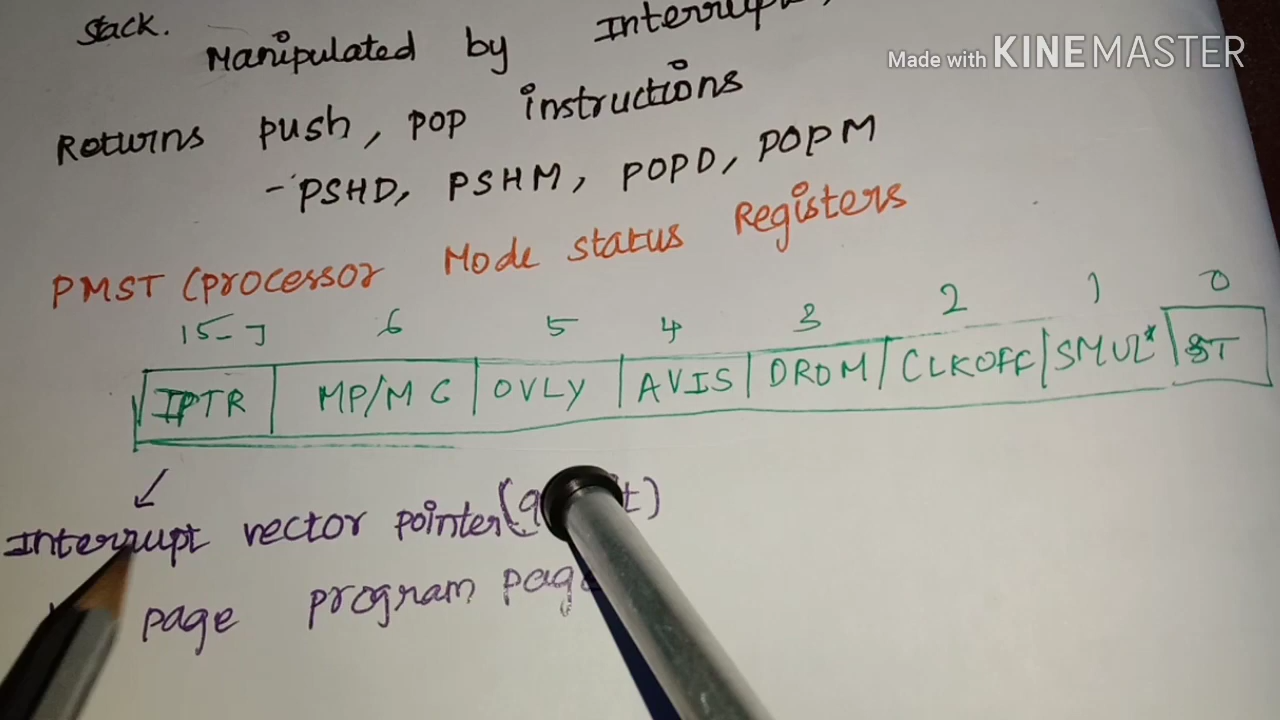 Stack.
Manipulated by
Made with KINEMASTER
Returns push, pop instructions
- PSHD, PSHM, POPD, POPM
PMST (processor Mode status Registers
15-7 6 5 4 3 2 1 0
IPTR MP/MC OVLY AVIS DROM CLKOFF SMUL* ST
Interrupt vector pointer
page program